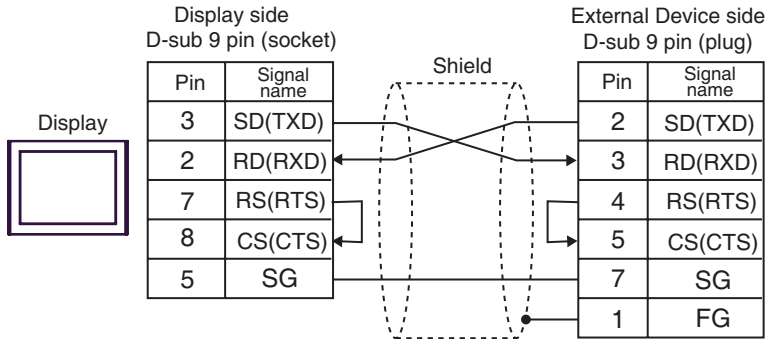 Display side
D-sub 9 pin (socket)
External Device side
D-sub 9 pin (plug)
Shield
Display
Pin Signal name
3 SD(TXD)
2 RD(RXD)
7 RS(RTS)
8 CS(CTS)
5 SG
Pin Signal name
2 SD(TXD)
3 RD(RXD)
4 RS(RTS)
5 CS(CTS)
7 SG
1 FG